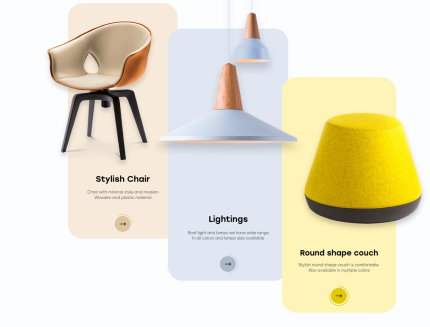 Stylish Chair
Chair with minimal style and modern
Wooden and plastic material
Lightings
Roof light and lamps we have wide range
in all colors and lamps also available
Round shape couch
Stylish round shape couch is comfortable
Also available in multiple colors